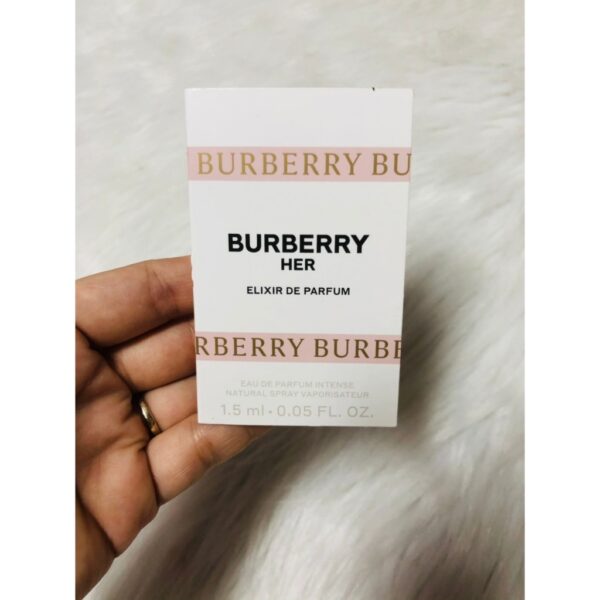 BURBERRY BU
BURBERRY
HER
ELIXIR DE PARFUM
RBERRY BURBE
EAU DE PARFUM INTENSE
NATURAL SPRAY VAPORISATEUR
1.5 ml • 0.05 FL. OZ.